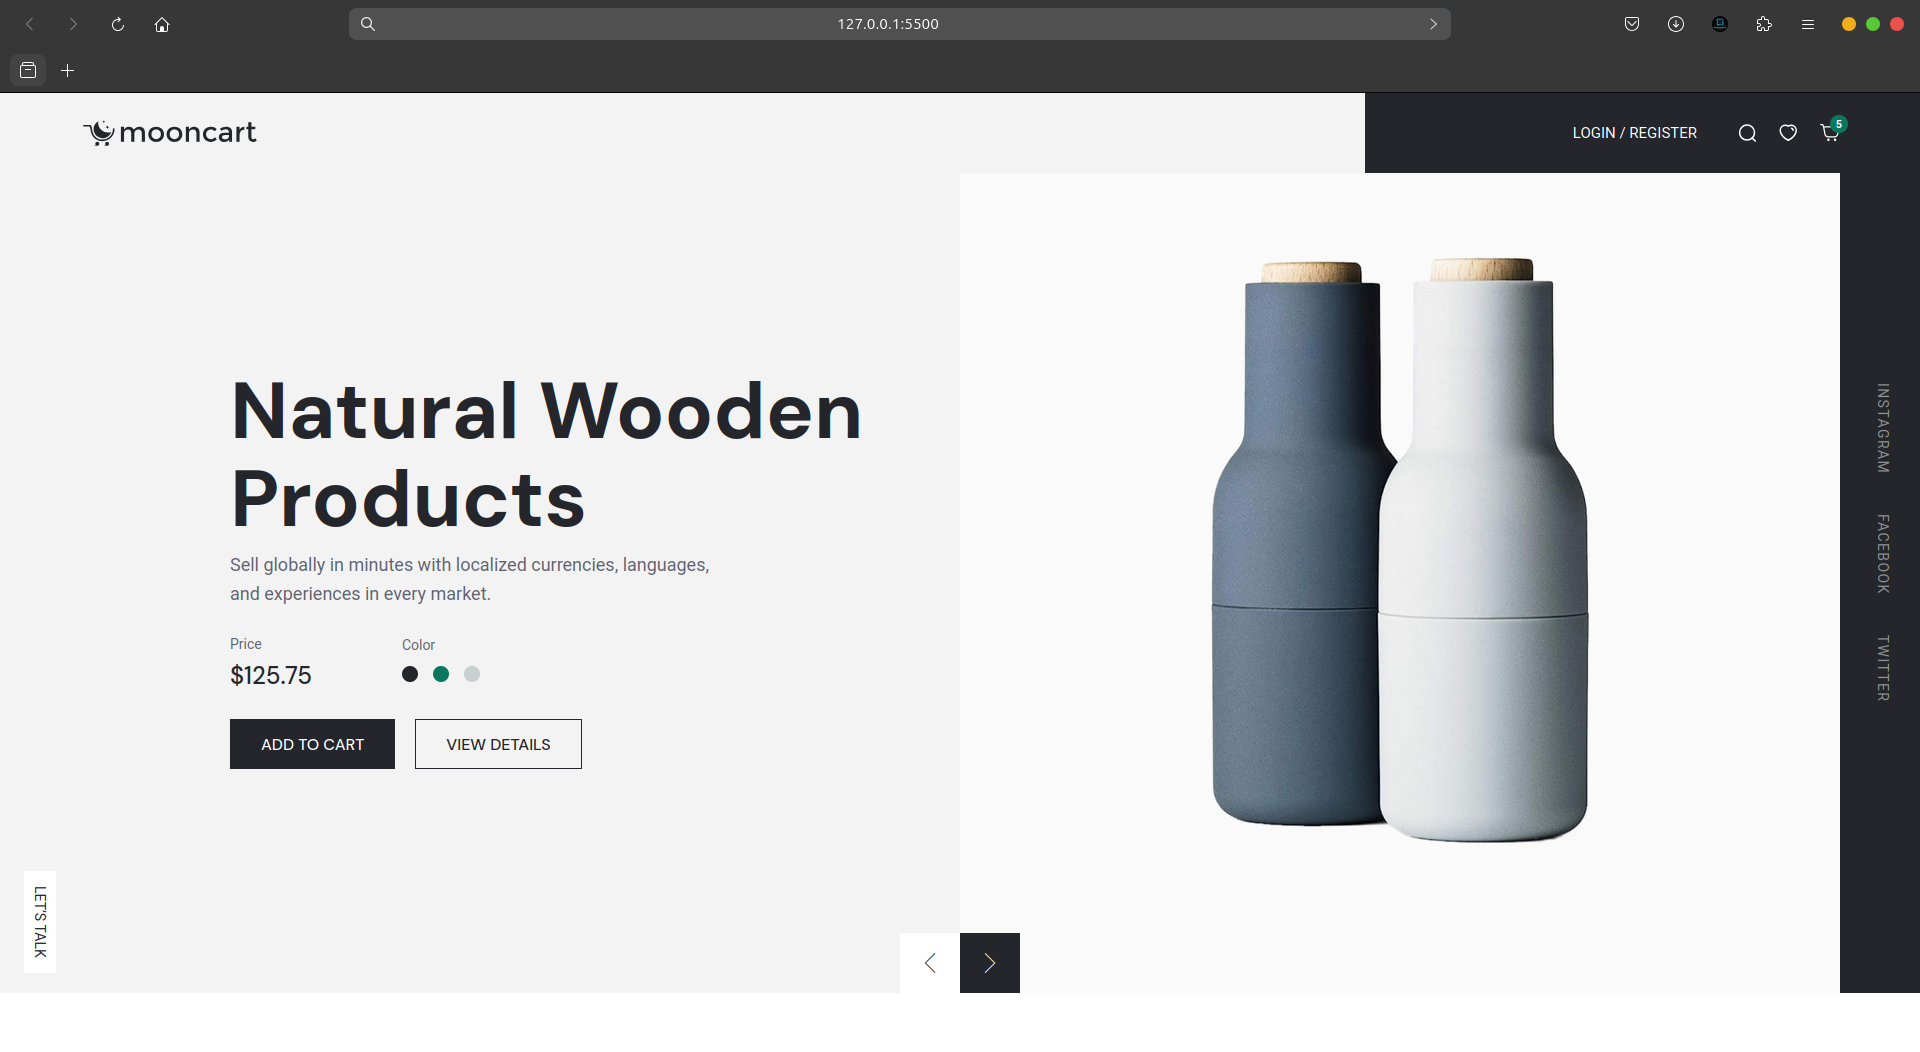 127.0.0.1:5500
mooncart
LOGIN / REGISTER
5
Natural Wooden
Products
Sell globally in minutes with localized currencies, languages,
and experiences in every market.
Price
Color
$125.75
ADD TO CART
VIEW DETAILS
LET'S TALK
INSTAGRAM
FACEBOOK
TWITTER